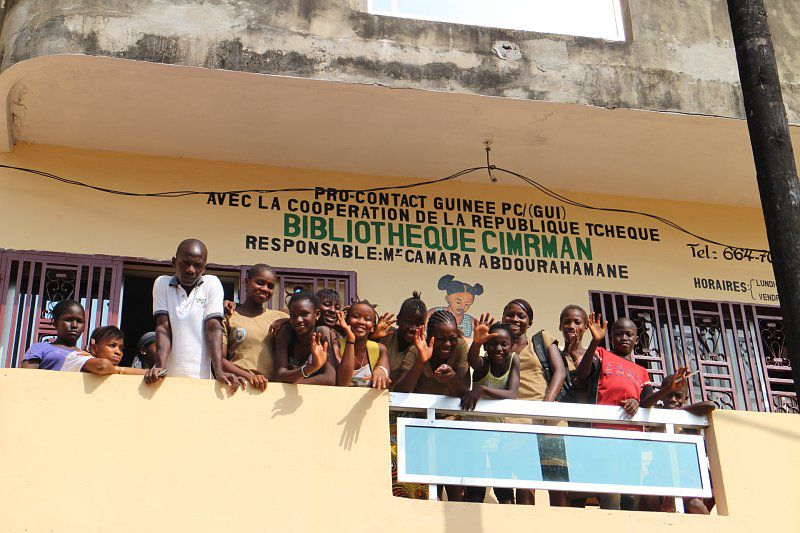 PRO-CONTACT GUINEE PC/(GUI)
AVEC LA COOPERATION DE LA REPUBLIQUE TCHEQUE
BIBLIOTHEQUE CIMRMAN
RESPONSABLE: Mr CAMARA ABDOURAHAMANE
Tel.: 664.70
HORAIRES: LUNDI
VENDR